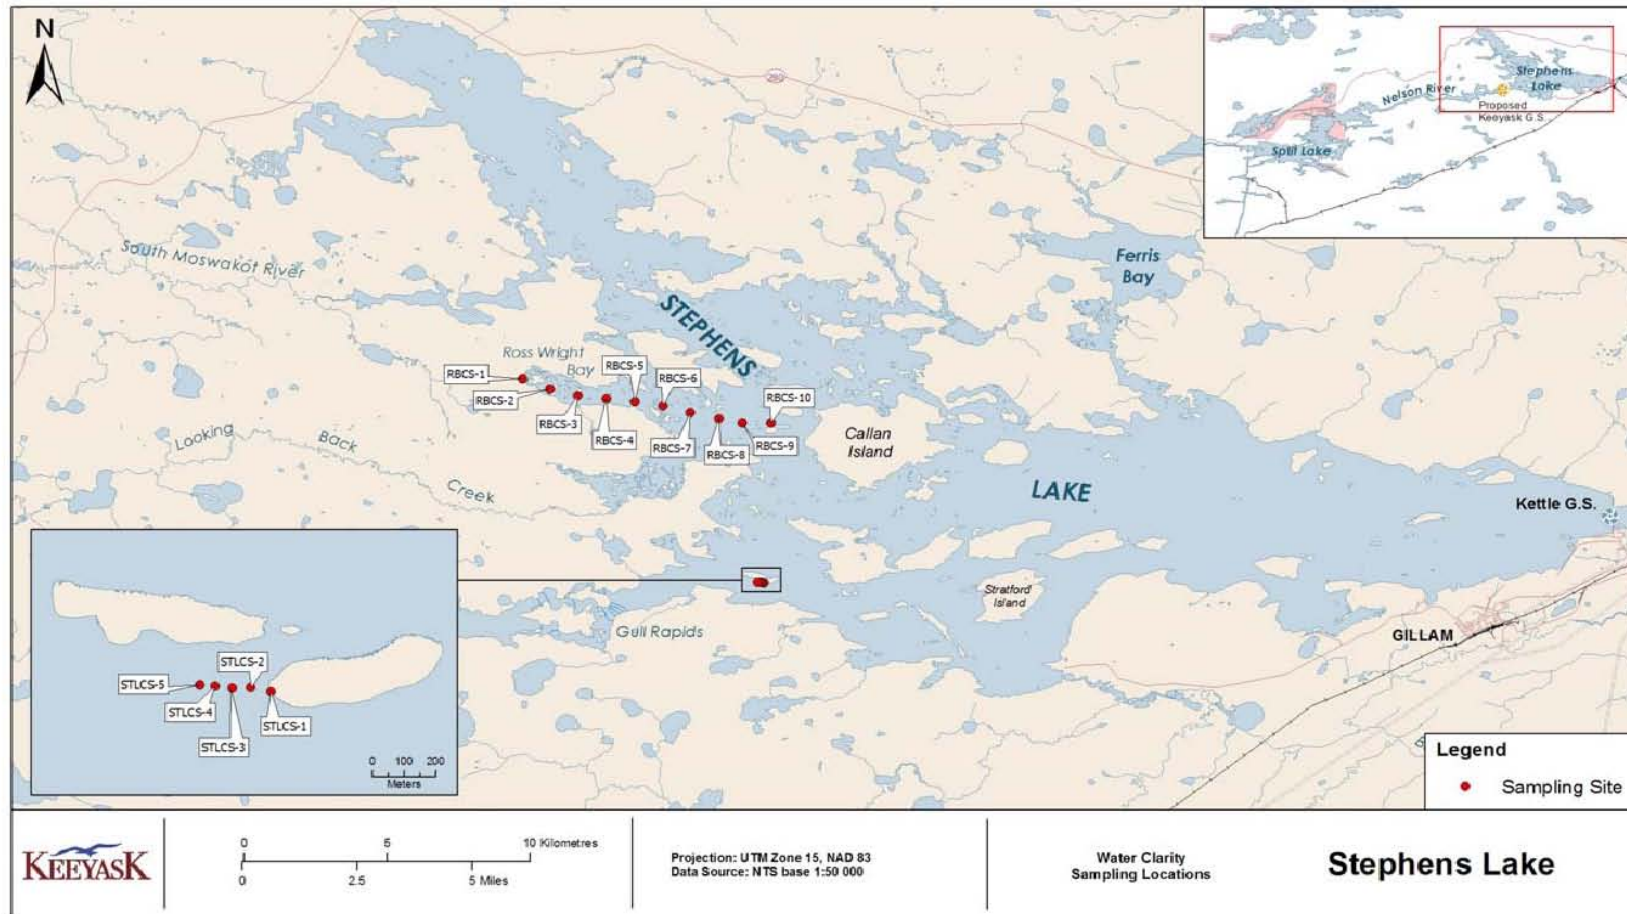 N
280
Stephens
Lake
Nelson River
Proposed
Keeyask G.S.
Split Lake
South Moswakot River
Ferris
Bay
STEPHENS
Ross Wright
Bay
RBCS-1
RBCS-2
RBCS-3
RBCS-4
RBCS-5
RBCS-6
RBCS-7
RBCS-8
RBCS-9
RBCS-10
Callan
Island
Looking
Back
Creek
LAKE
Kettle G.S.
Stratford
Island
Gull Rapids
GILLAM
STLCS-2
STLCS-5
STLCS-4
STLCS-3
STLCS-1
0 100 200
Meters
Legend
Sampling Site
KEEYASK
0 5 10 Kilometres
0 2.5 5 Miles
Projection: UTM Zone 15, NAD 83
Data Source: NTS base 1:50 000
Water Clarity
Sampling Locations
Stephens Lake